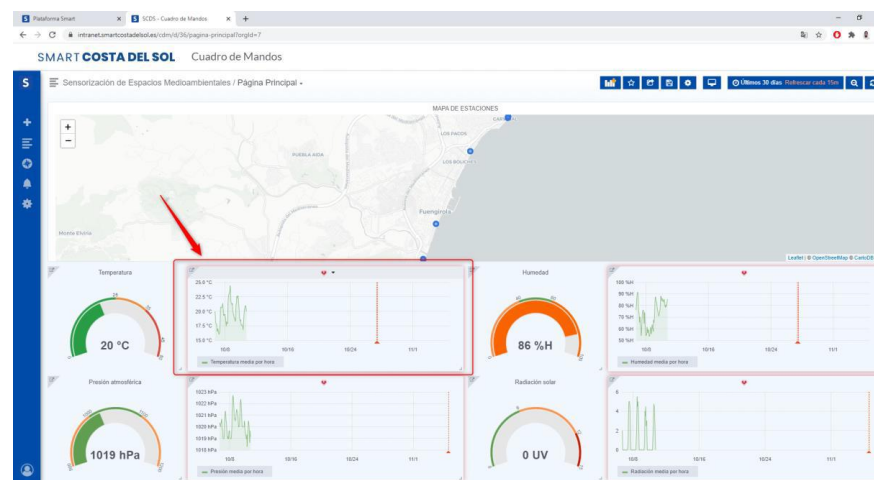 Plataforma Smart
SCDS - Cuadro de Mandos
intranet.smartcostadelsol.es/cdm/d/36/pagina-principal?orgId=7
SMART COSTA DEL SOL Cuadro de Mandos
S
Sensorización de Espacios Medioambientales / Página Principal
Últimos 30 días Refrescar cada 15m
MAPA DE ESTACIONES
+
−
LOS PACOS
PUEBLA AIDA
LOS BOLICHES
Fuengirola
Leaflet | © OpenStreetMap © CartoDB
Temperatura
20 °C
25.0 °C
22.5 °C
20.0 °C
17.5 °C
15.0 °C
10/8 10/16 10/24 11/1
Temperatura media por hora
Humedad
86 %H
100 %H
90 %H
80 %H
70 %H
60 %H
50 %H
10/8 10/16 10/24 11/1
Humedad media por hora
Presión atmosférica
1019 hPa
1023 hPa
1022 hPa
1021 hPa
1020 hPa
1019 hPa
1018 hPa
10/8 10/16 10/24 11/1
Presión media por hora
Radiación solar
0 UV
6
4
2
10/8 10/16 10/24 11/1
Radiación media por hora